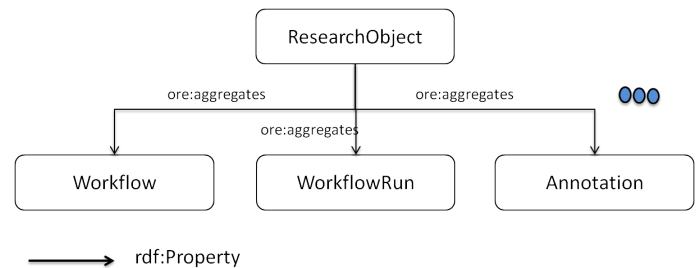 ResearchObject
ore:aggregates
ore:aggregates
ore:aggregates
Workflow
WorkflowRun
Annotation
rdf:Property